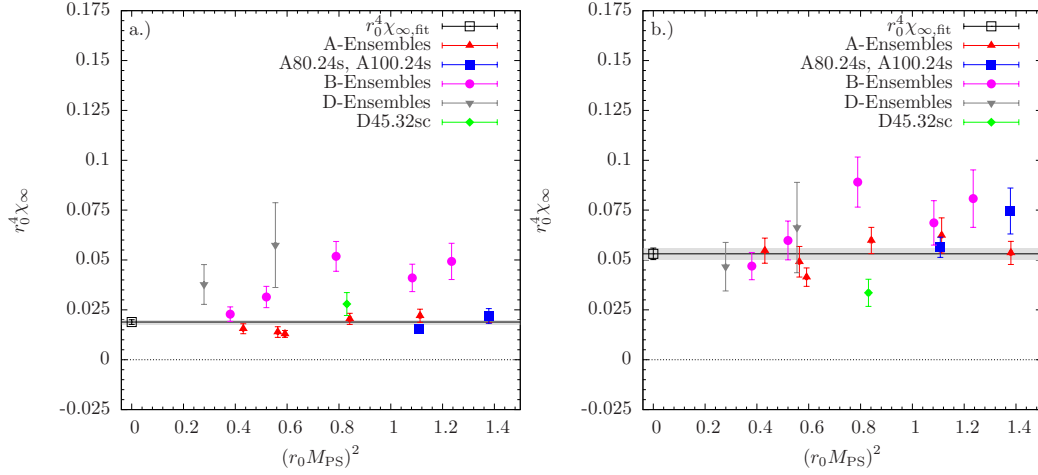 a.)
r_0^4 χ_∞,fit
A-Ensembles
A80.24s, A100.24s
B-Ensembles
D-Ensembles
D45.32sc
0.175
0.15
0.125
0.1
0.075
0.05
0.025
0
-0.025
r_0^4 χ_∞
0 0.2 0.4 0.6 0.8 1 1.2 1.4
(r_0 M_PS)^2
b.)
r_0^4 χ_∞,fit
A-Ensembles
A80.24s, A100.24s
B-Ensembles
D-Ensembles
D45.32sc
0.175
0.15
0.125
0.1
0.075
0.05
0.025
0
-0.025
r_0^4 χ_∞
0 0.2 0.4 0.6 0.8 1 1.2 1.4
(r_0 M_PS)^2